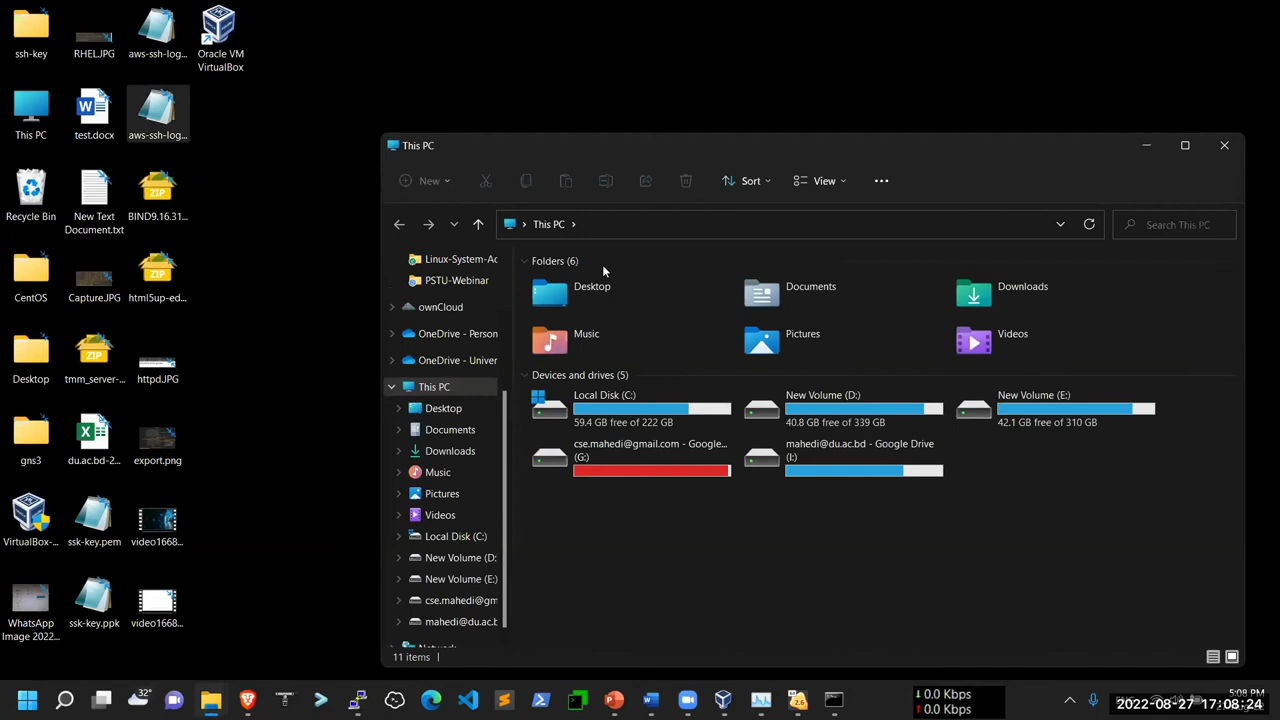 ssh-key
RHEL.JPG
aws-ssh-log...
Oracle VM
VirtualBox
This PC
test.docx
aws-ssh-log...
Recycle Bin
New Text
Document.txt
BIND9.16.31...
CentOS
Capture.JPG
html5up-ed...
Desktop
tmm_server-...
httpd.JPG
gns3
du.ac.bd-2...
export.png
VirtualBox-...
ssk-key.pem
video1668...
WhatsApp
Image 2022...
ssk-key.ppk
video1668...
This PC
New
Sort
View
This PC
Search This PC
Linux-System-Ac
PSTU-Webinar
ownCloud
OneDrive - Person
OneDrive - Univer
This PC
Desktop
Documents
Downloads
Music
Pictures
Videos
Local Disk (C:)
New Volume (D:
New Volume (E:)
cse.mahedi@gm
mahedi@du.ac.b
Folders (6)
Desktop
Documents
Downloads
Music
Pictures
Videos
Devices and drives (5)
Local Disk (C:)
59.4 GB free of 222 GB
New Volume (D:)
40.8 GB free of 339 GB
New Volume (E:)
42.1 GB free of 310 GB
cse.mahedi@gmail.com - Google...
(G:)
mahedi@du.ac.bd - Google Drive
(I:)
11 items
32°
2.6
↓ 0.0 Kbps
↑ 0.0 Kbps
5:08 PM
2022-08-27 17:08:24